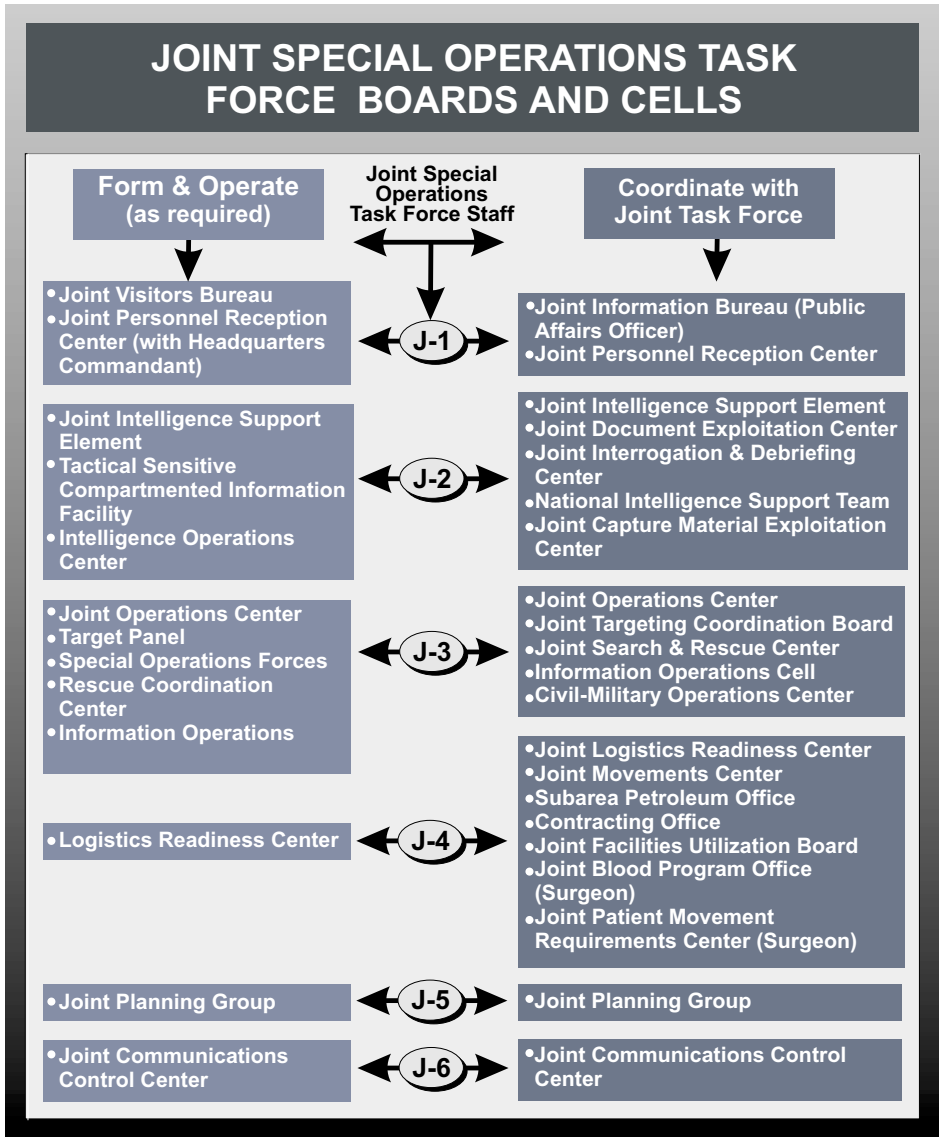 JOINT SPECIAL OPERATIONS TASK
FORCE BOARDS AND CELLS
Form & Operate
(as required)
Joint Special
Operations
Task Force Staff
Coordinate with
Joint Task Force
•Joint Visitors Bureau
•Joint Personnel Reception
Center (with Headquarters
Commandant)
J-1
•Joint Information Bureau (Public
Affairs Officer)
•Joint Personnel Reception Center
•Joint Intelligence Support
Element
•Tactical Sensitive
Compartmented Information
Facility
•Intelligence Operations
Center
J-2
•Joint Intelligence Support Element
•Joint Document Exploitation Center
•Joint Interrogation & Debriefing
Center
•National Intelligence Support Team
•Joint Capture Material Exploitation
Center
•Joint Operations Center
•Target Panel
•Special Operations Forces
•Rescue Coordination
Center
•Information Operations
J-3
•Joint Operations Center
•Joint Targeting Coordination Board
•Joint Search & Rescue Center
•Information Operations Cell
•Civil-Military Operations Center
•Logistics Readiness Center
J-4
•Joint Logistics Readiness Center
•Joint Movements Center
•Subarea Petroleum Office
•Contracting Office
•Joint Facilities Utilization Board
•Joint Blood Program Office
(Surgeon)
•Joint Patient Movement
Requirements Center (Surgeon)
•Joint Planning Group
J-5
•Joint Planning Group
•Joint Communications
Control Center
J-6
•Joint Communications Control
Center